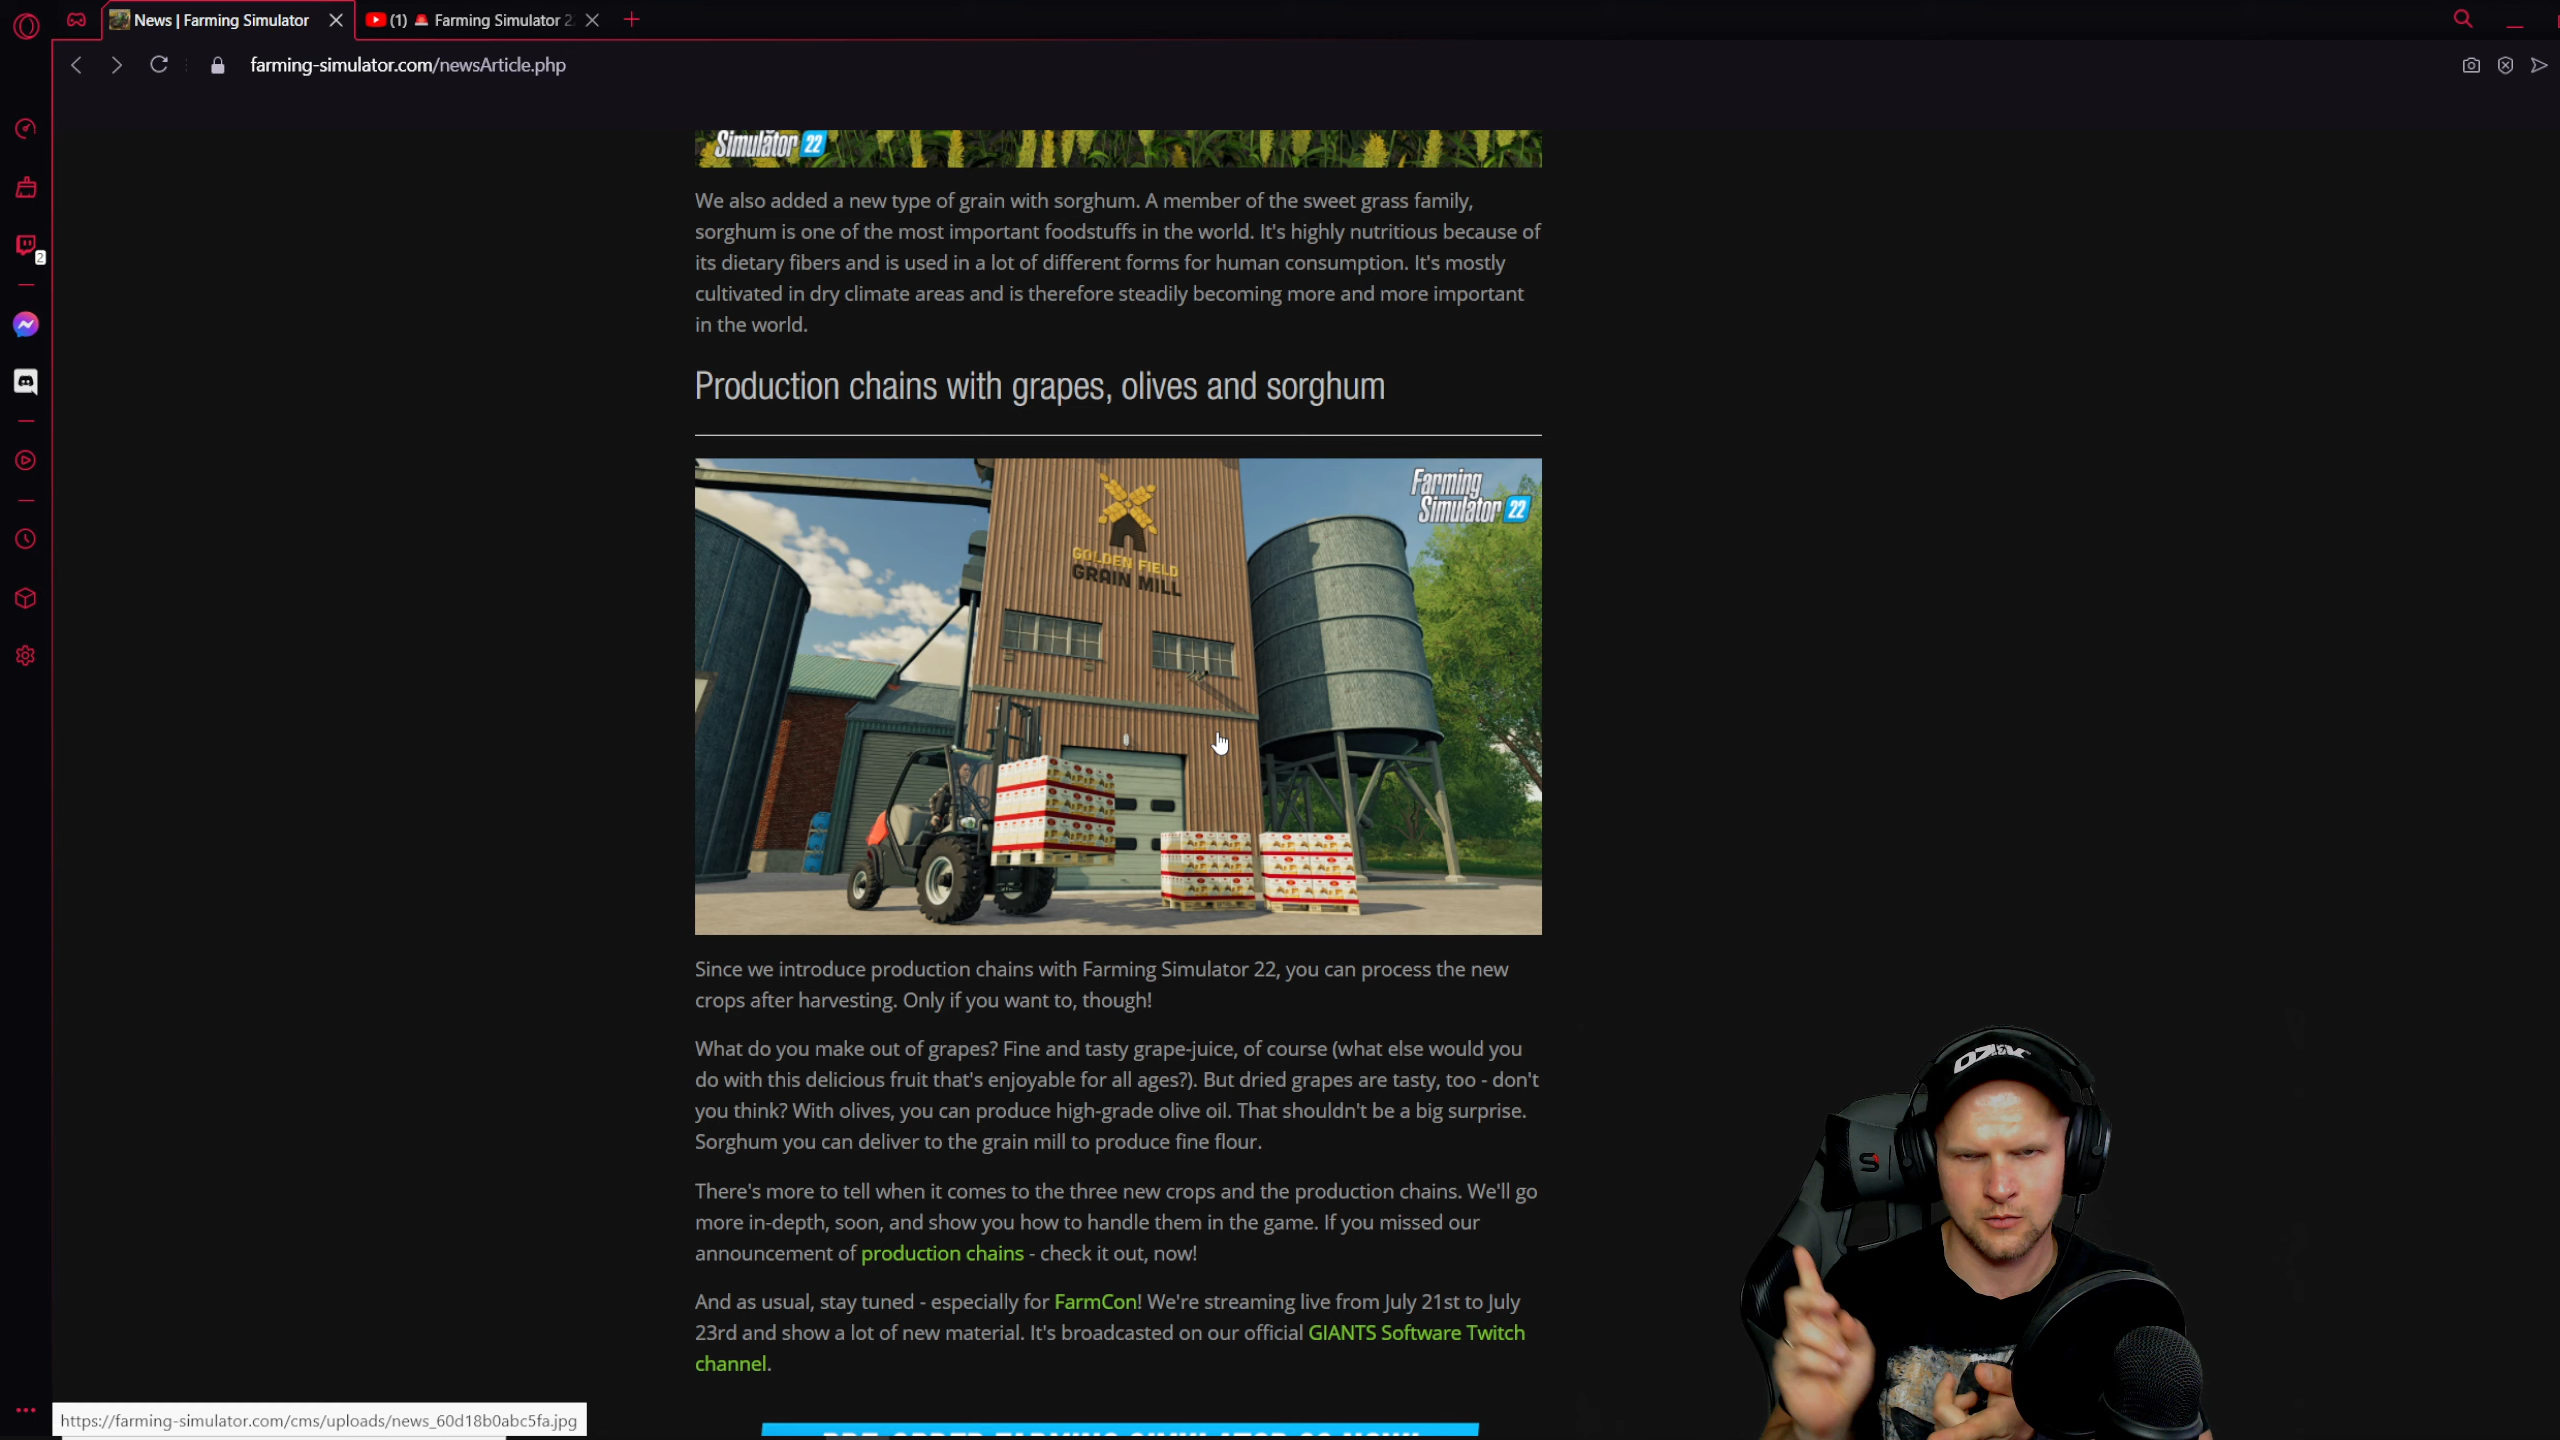 News | Farming Simulator
(1) 🚨 Farming Simulator 2
farming-simulator.com/newsArticle.php
2
Simulator 22
We also added a new type of grain with sorghum. A member of the sweet grass family,
sorghum is one of the most important foodstuffs in the world. It's highly nutritious because of
its dietary fibers and is used in a lot of different forms for human consumption. It's mostly
cultivated in dry climate areas and is therefore steadily becoming more and more important
in the world.
Production chains with grapes, olives and sorghum
Farming
Simulator 22
GOLDEN FIELD
GRAIN MILL
Since we introduce production chains with Farming Simulator 22, you can process the new
crops after harvesting. Only if you want to, though!
What do you make out of grapes? Fine and tasty grape-juice, of course (what else would you
do with this delicious fruit that's enjoyable for all ages?). But dried grapes are tasty, too - don't
you think? With olives, you can produce high-grade olive oil. That shouldn't be a big surprise.
Sorghum you can deliver to the grain mill to produce fine flour.
There's more to tell when it comes to the three new crops and the production chains. We'll go
more in-depth, soon, and show you how to handle them in the game. If you missed our
announcement of production chains - check it out, now!
And as usual, stay tuned - especially for FarmCon! We're streaming live from July 21st to July
23rd and show a lot of new material. It's broadcasted on our official GIANTS Software Twitch
channel.
https://farming-simulator.com/cms/uploads/news_60d18b0abc5fa.jpg